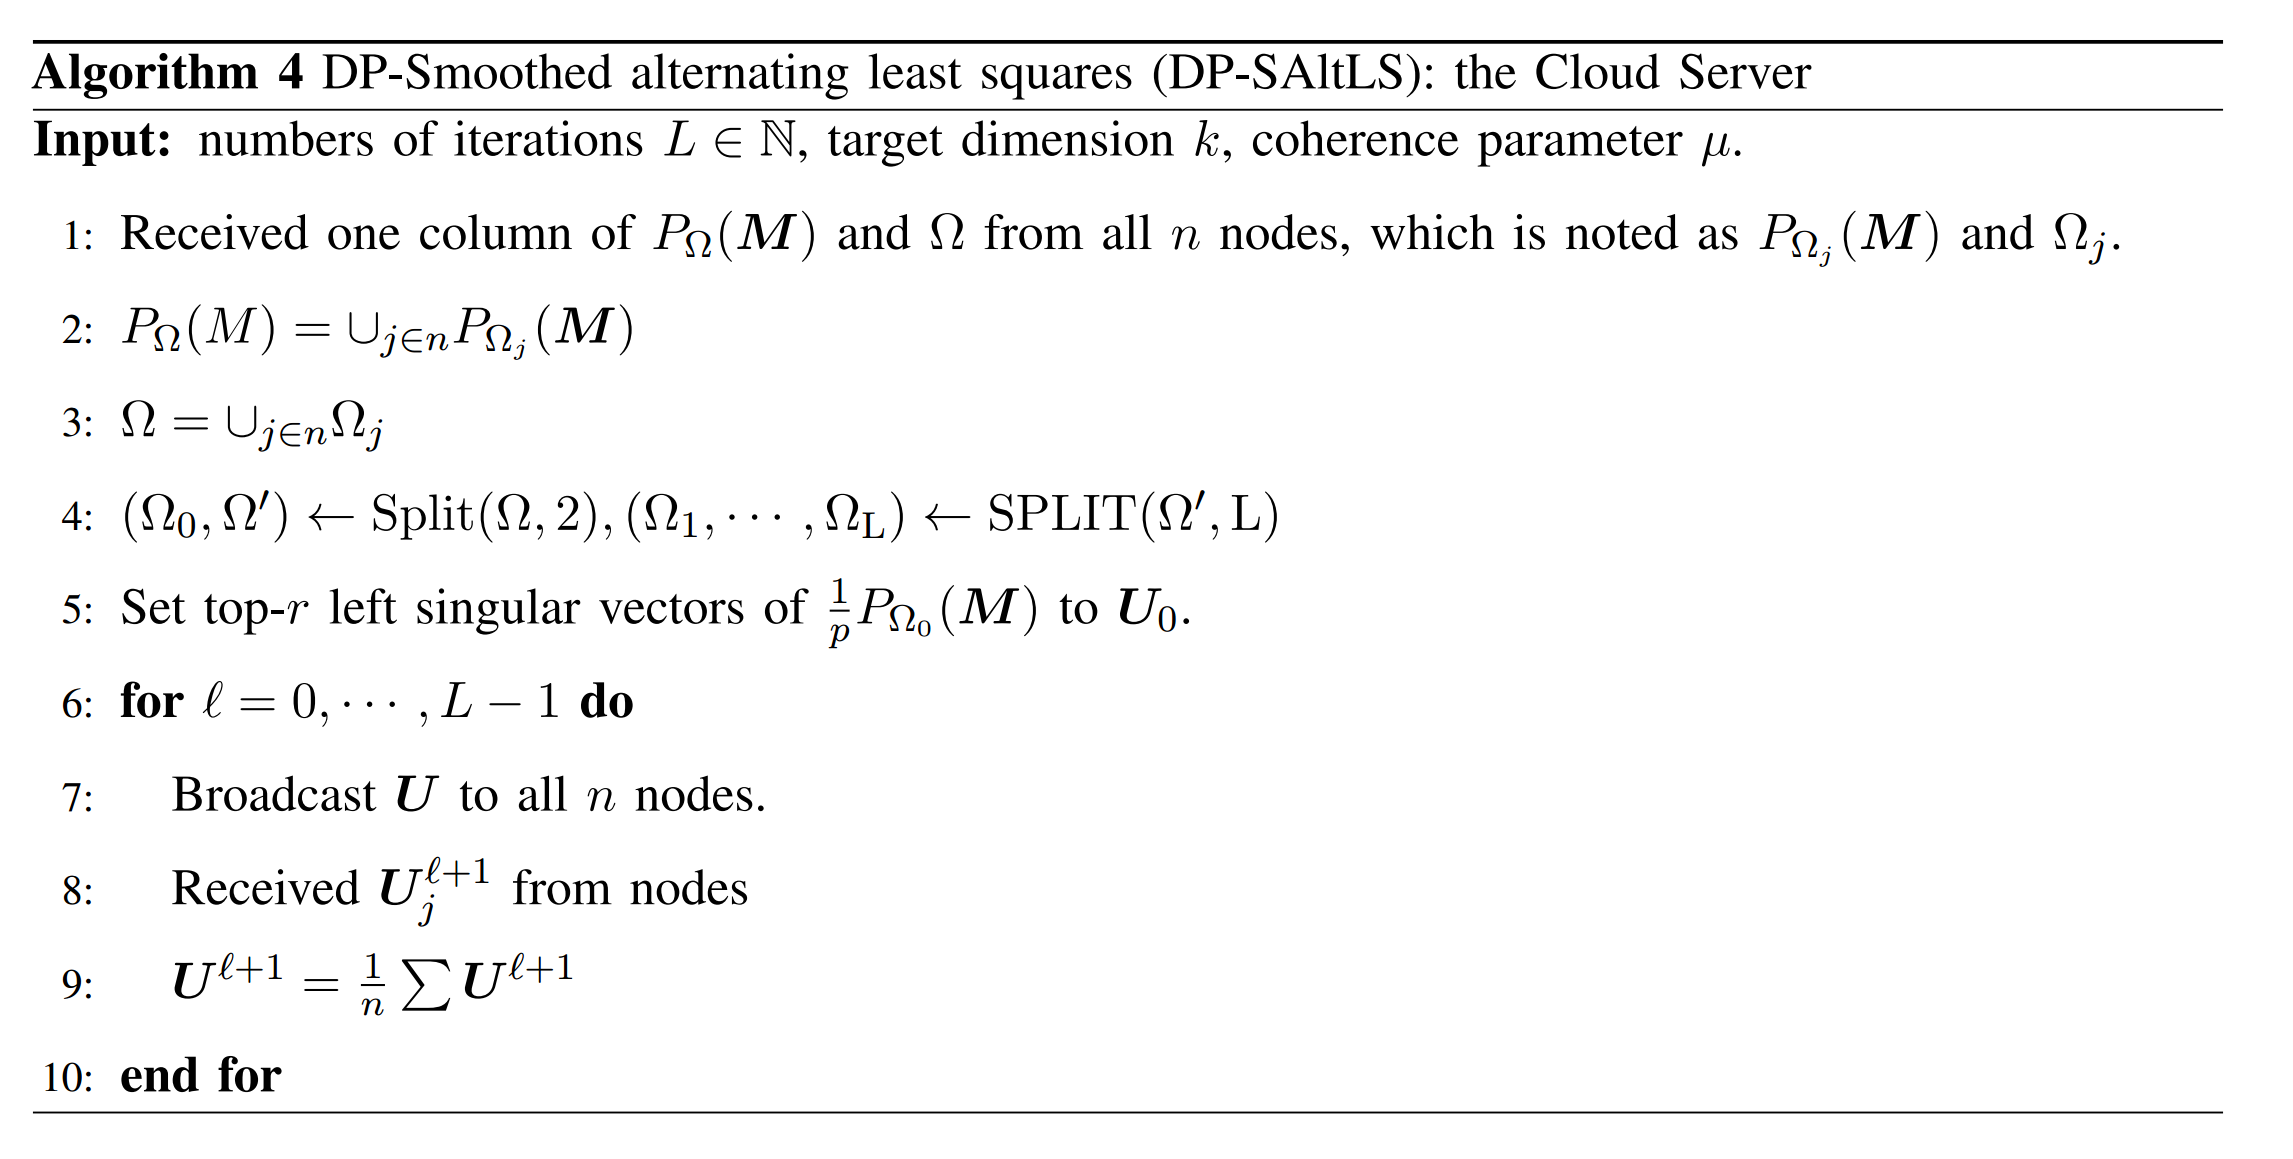 Algorithm 4 DP-Smoothed alternating least squares (DP-SAltLS): the Cloud Server
Input: numbers of iterations $L \in \mathbb{N}$, target dimension $k$, coherence parameter $\mu$.
1: Received one column of $P_{\Omega}(\boldsymbol{M})$ and $\Omega$ from all $n$ nodes, which is noted as $P_{\Omega_j}(\boldsymbol{M})$ and $\Omega_j$.
2: $P_{\Omega}(M) = \cup_{j \in n} P_{\Omega_j}(\boldsymbol{M})$
3: $\Omega = \cup_{j \in n} \Omega_j$
4: $(\Omega_0, \Omega') \leftarrow \mathrm{Split}(\Omega, 2), (\Omega_1, \cdots, \Omega_{\mathrm{L}}) \leftarrow \mathrm{SPLIT}(\Omega', \mathrm{L})$
5: Set top-$r$ left singular vectors of $\frac{1}{p} P_{\Omega_0}(\boldsymbol{M})$ to $\boldsymbol{U}_0$.
6: for $\ell = 0, \cdots, L - 1$ do
7: Broadcast $\boldsymbol{U}$ to all $n$ nodes.
8: Received $\boldsymbol{U}_j^{\ell+1}$ from nodes
9: $\boldsymbol{U}^{\ell+1} = \frac{1}{n} \sum \boldsymbol{U}^{\ell+1}$
10: end for